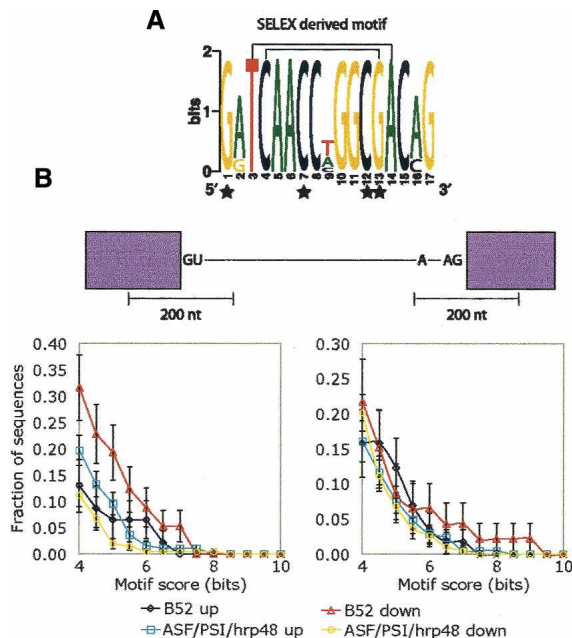 A
SELEX derived motif
2
1
0
bits
GATCAACCTGGCGACAG
G A C C
1 2 3 4 5 6 7 8 9 10 11 12 13 14 15 16 17
5' 3'
B
GU A AG
200 nt 200 nt
Fraction of sequences
0.40
0.35
0.30
0.25
0.20
0.15
0.10
0.05
0.00
4 6 8 10
Motif score (bits)
0.30
0.25
0.20
0.15
0.10
0.05
0.00
4 6 8 10
Motif score (bits)
B52 up B52 down
ASF/PSI/hrp48 up ASF/PSI/hrp48 down